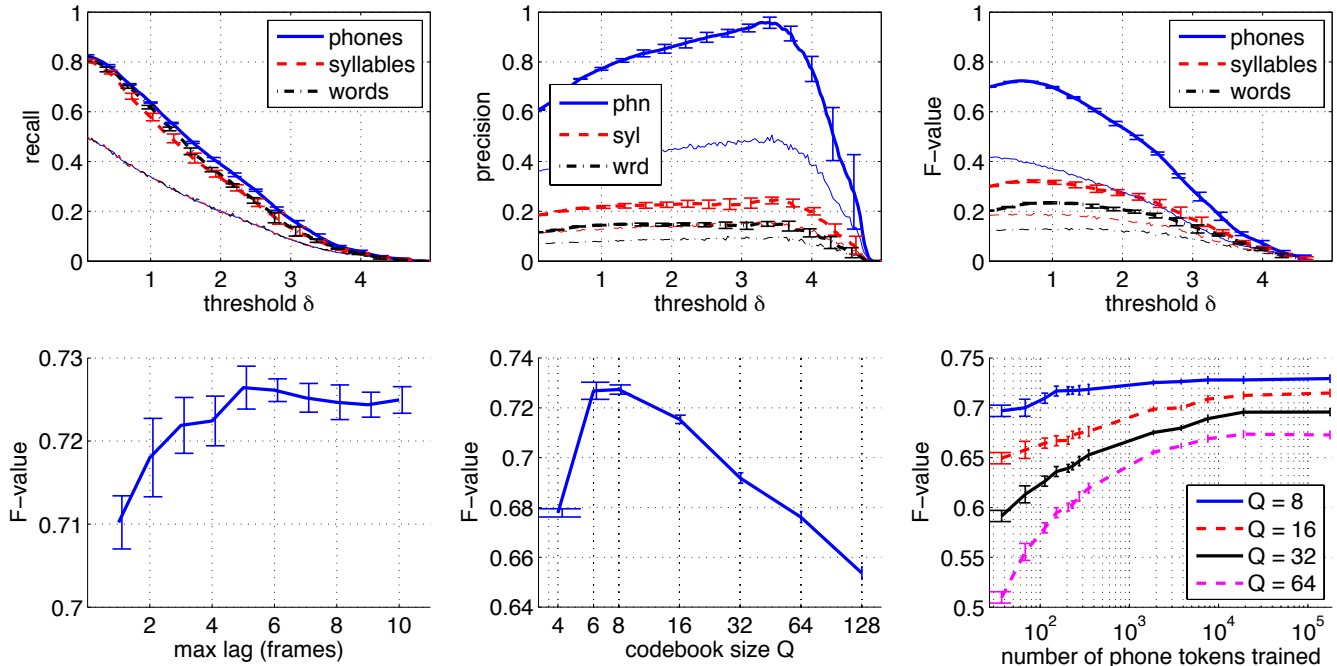 1
0.8
0.6
0.4
0.2
0
recall
1 2 3 4
threshold δ
phones
syllables
words
1
0.8
0.6
0.4
0.2
0
precision
1 2 3 4
threshold δ
phn
syl
wrd
1
0.8
0.6
0.4
0.2
0
F−value
1 2 3 4
threshold δ
phones
syllables
words
0.73
0.72
0.71
0.7
F−value
2 4 6 8 10
max lag (frames)
0.74
0.72
0.7
0.68
0.66
0.64
F−value
4 6 8 16 32 64 128
codebook size Q
0.75
0.7
0.65
0.6
0.55
0.5
F−value
10² 10³ 10⁴ 10⁵
number of phone tokens trained
Q = 8
Q = 16
Q = 32
Q = 64